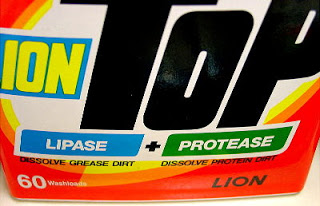 ION
TOP
LIPASE + PROTEASE
DISSOLVE GREASE DIRT DISSOLVE PROTEIN DIRT
60 Washloads LION